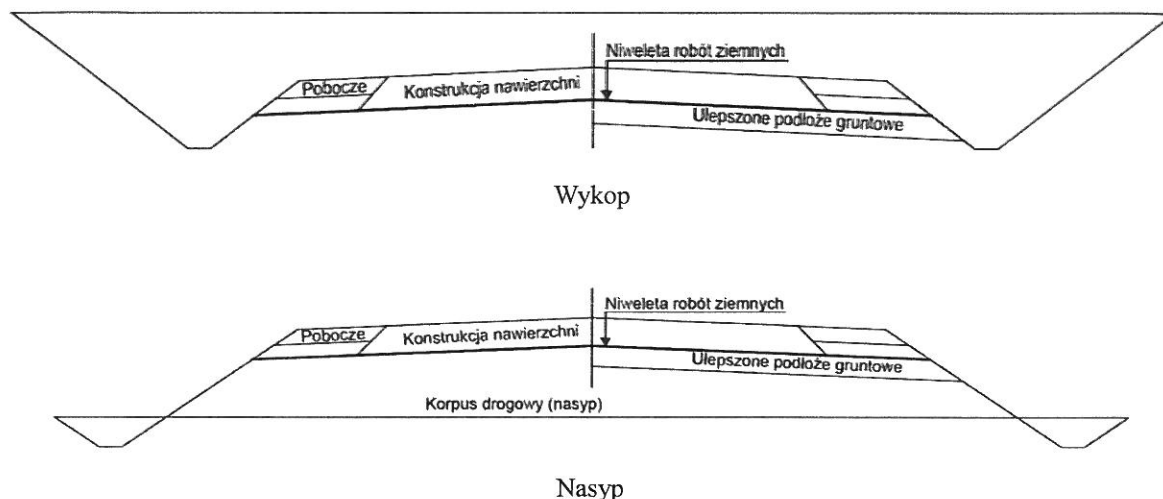 Niweleta robót ziemnych
Pobocze
Konstrukcja nawierzchni
Ulepszone podłoże gruntowe
Wykop
Niweleta robót ziemnych
Pobocze
Konstrukcja nawierzchni
Ulepszone podłoże gruntowe
Korpus drogowy (nasyp)
Nasyp